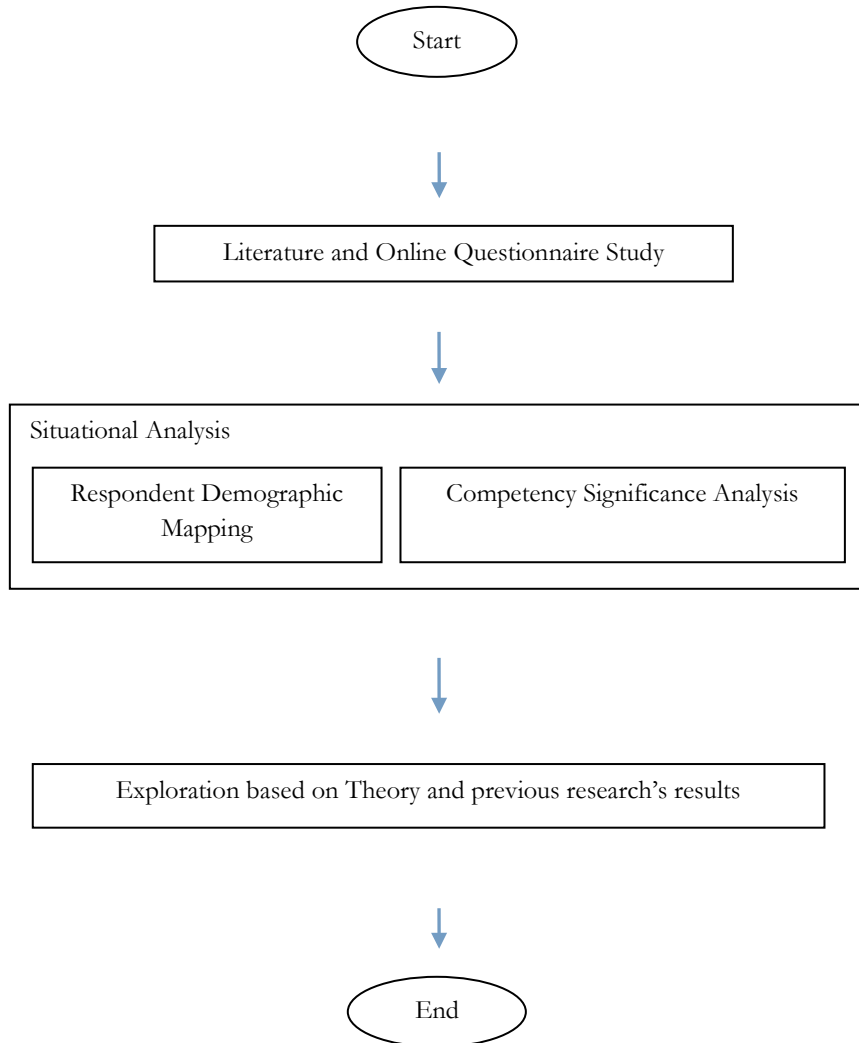 Start
Literature and Online Questionnaire Study
Situational Analysis
Respondent Demographic
Mapping
Competency Significance Analysis
Exploration based on Theory and previous research’s results
End